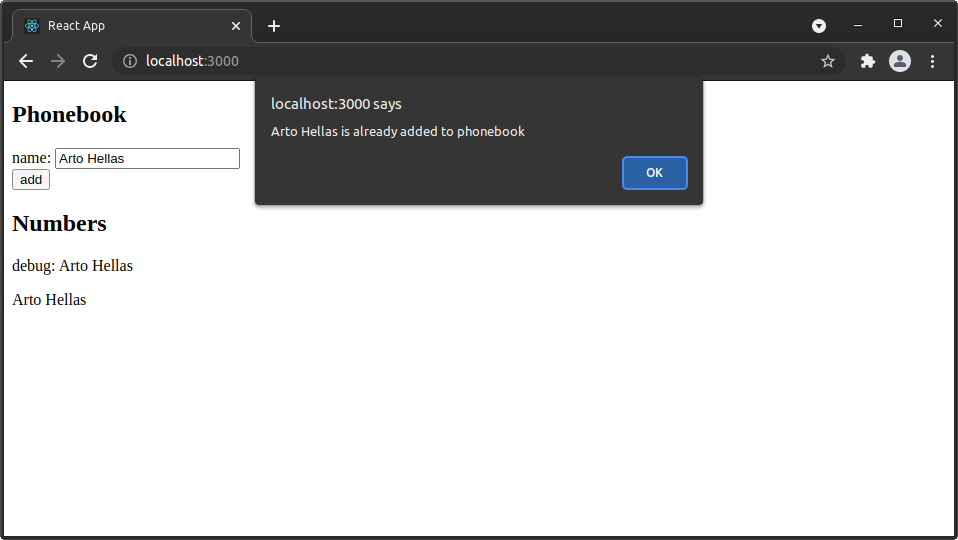 React App
localhost:3000
localhost:3000 says
Arto Hellas is already added to phonebook
OK
Phonebook
name: Arto Hellas
add
Numbers
debug: Arto Hellas
Arto Hellas